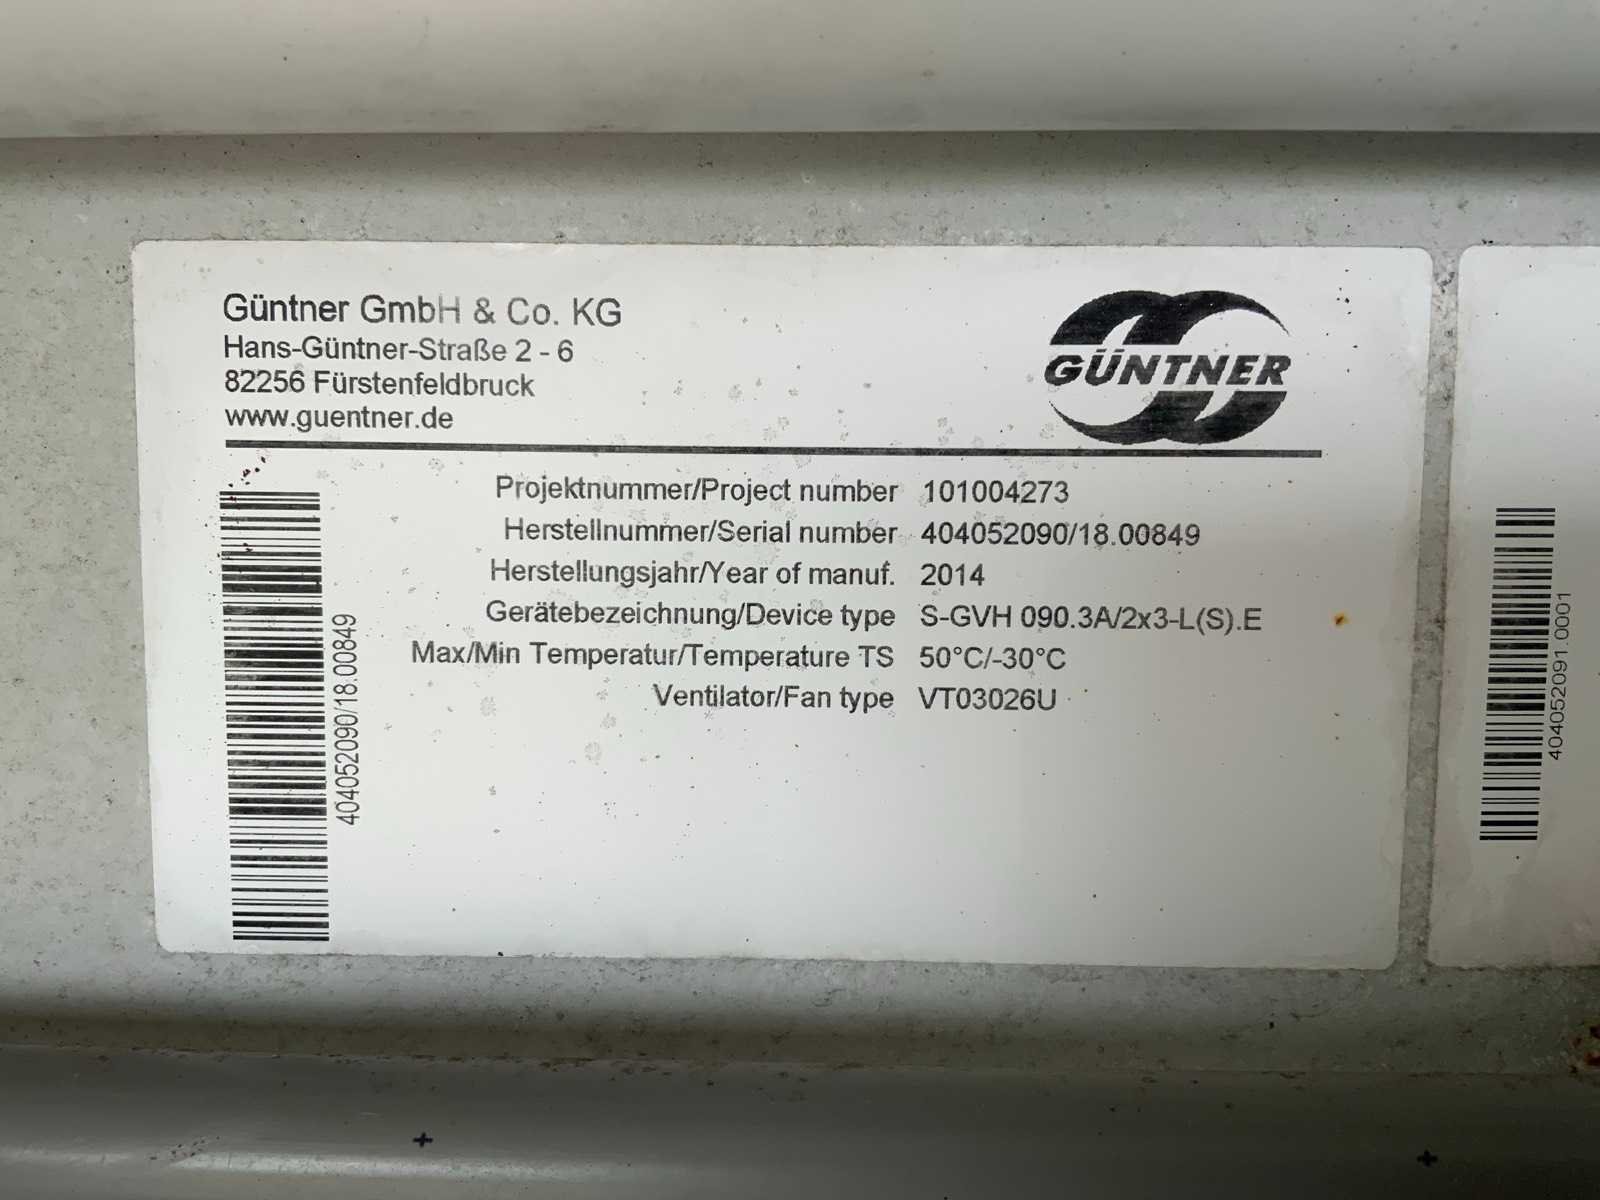 Güntner GmbH & Co. KG
Hans-Güntner-Straße 2 - 6
82256 Fürstenfeldbruck
www.guentner.de
GÜNTNER
Projektnummer/Project number 101004273
Herstellnummer/Serial number 404052090/18.00849
Herstellungsjahr/Year of manuf. 2014
Gerätebezeichnung/Device type S-GVH 090.3A/2x3-L(S).E
Max/Min Temperatur/Temperature TS 50°C/-30°C
Ventilator/Fan type VT03026U
404052090/18.00849
404052091.0001